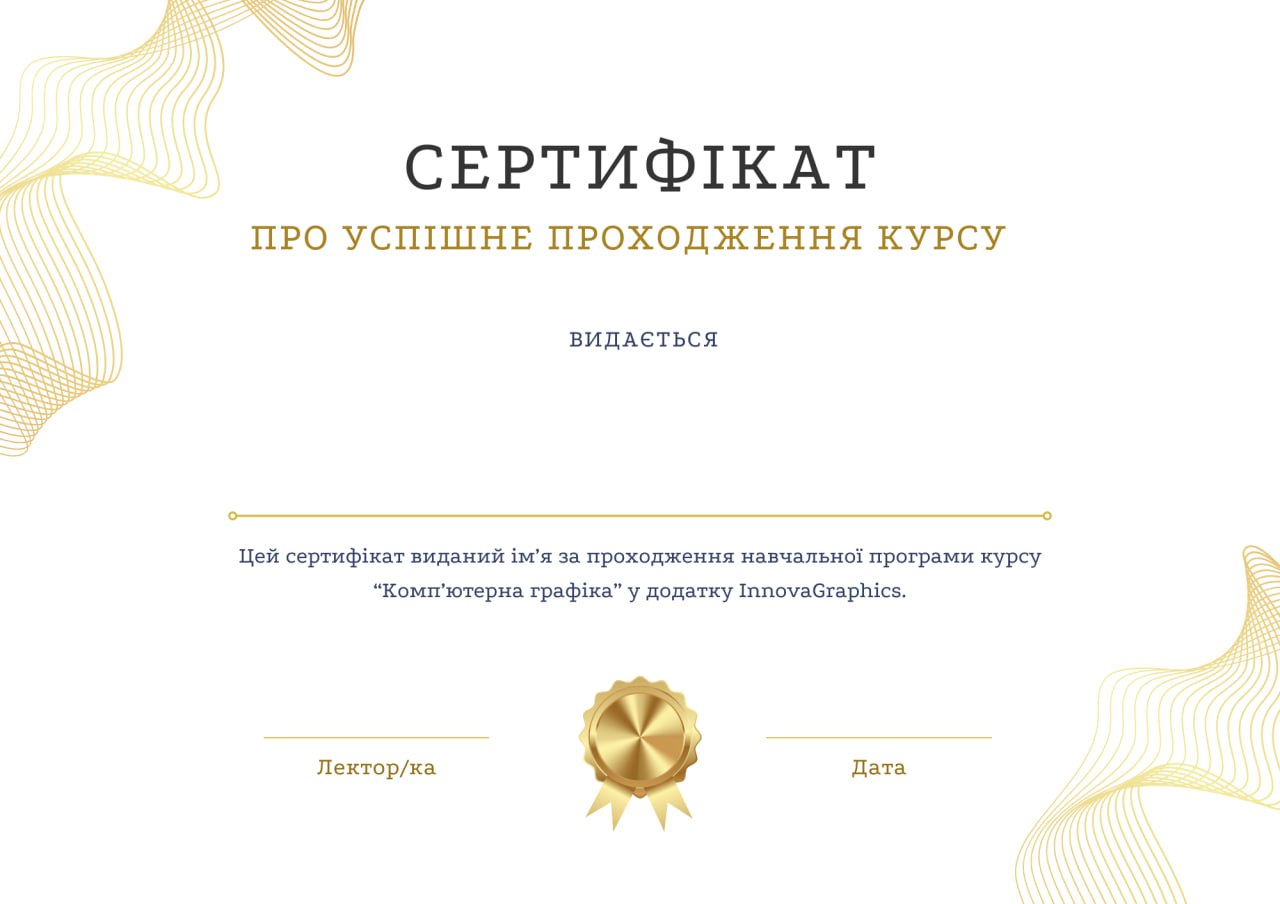 СЕРТИФІКАТ
ПРО УСПІШНЕ ПРОХОДЖЕННЯ КУРСУ
ВИДАЄТЬСЯ
Цей сертифікат виданий ім’я за проходження навчальної програми курсу
“Комп’ютерна графіка” у додатку InnovaGraphics.
Лектор/ка
Дата